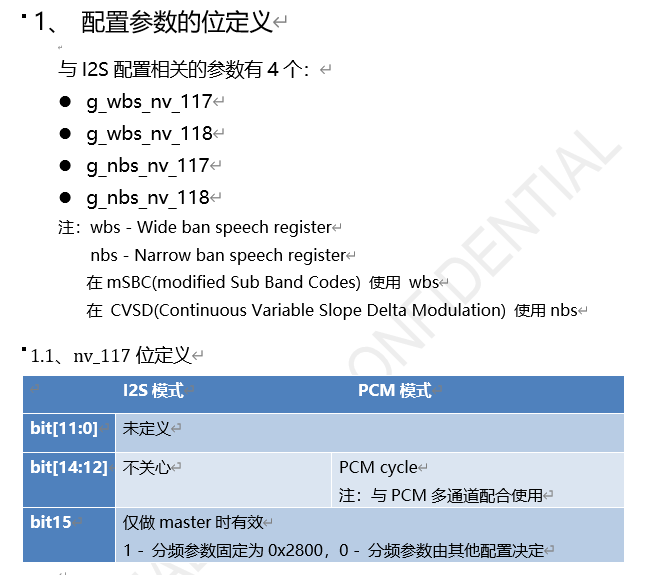 1、 配置参数的位定义
与 I2S 配置相关的参数有 4 个：
● g_wbs_nv_117
● g_wbs_nv_118
● g_nbs_nv_117
● g_nbs_nv_118
注：wbs - Wide ban speech register
nbs - Narrow ban speech register
在 mSBC(modified Sub Band Codes) 使用 wbs
在 CVSD(Continuous Variable Slope Delta Modulation) 使用 nbs
1.1、nv_117 位定义
I2S 模式 PCM 模式
bit[11:0] 未定义
bit[14:12] 不关心 PCM cycle
注：与 PCM 多通道配合使用
bit15 仅做 master 时有效
1 - 分频参数固定为 0x2800，0 - 分频参数由其他配置决定
ONFIDENTIAL